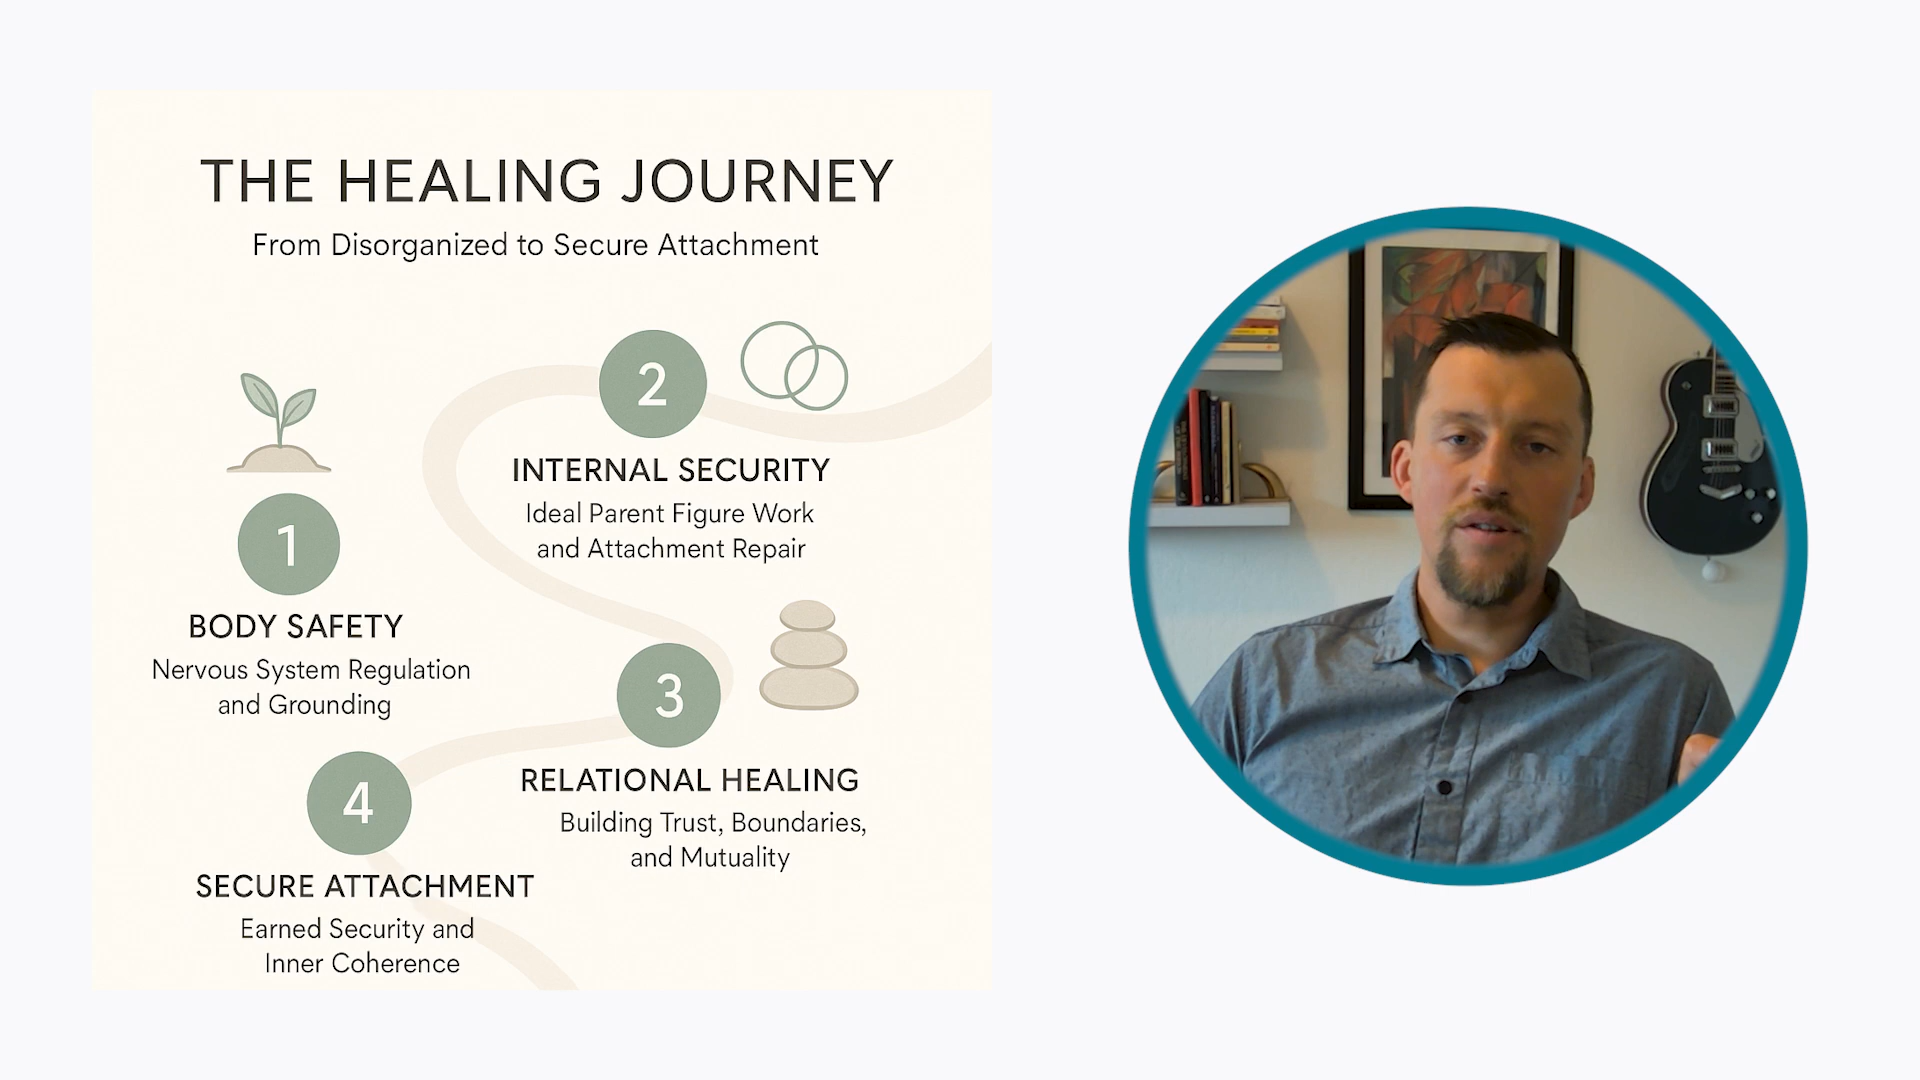 THE HEALING JOURNEY
From Disorganized to Secure Attachment
1
BODY SAFETY
Nervous System Regulation
and Grounding
2
INTERNAL SECURITY
Ideal Parent Figure Work
and Attachment Repair
3
RELATIONAL HEALING
Building Trust, Boundaries,
and Mutuality
4
SECURE ATTACHMENT
Earned Security and
Inner Coherence